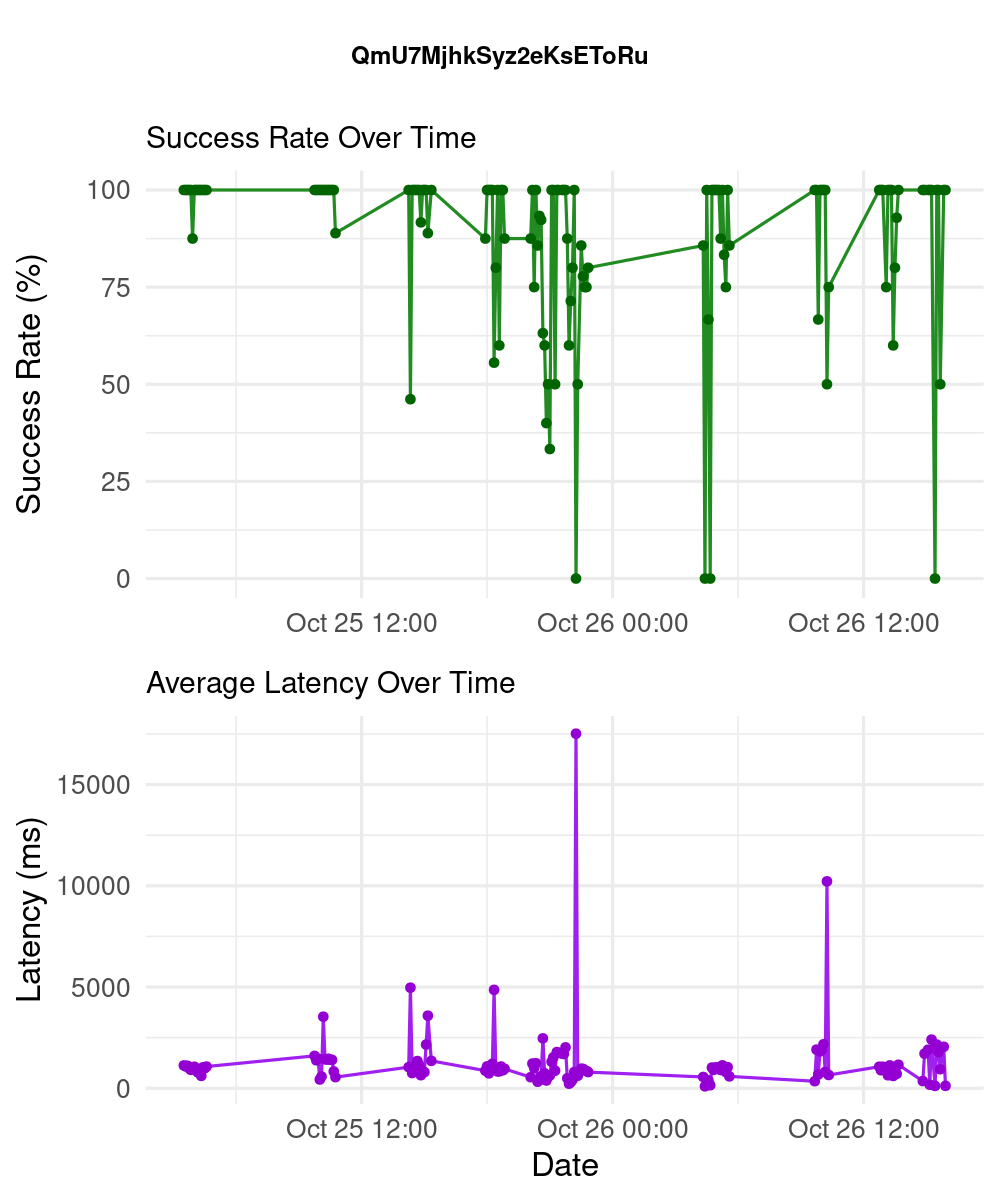 QmU7MjhkSyz2eKsEToRu
Success Rate Over Time
Success Rate (%)
100
75
50
25
0
Oct 25 12:00 Oct 26 00:00 Oct 26 12:00
Average Latency Over Time
Latency (ms)
15000
10000
5000
0
Oct 25 12:00 Oct 26 00:00 Oct 26 12:00
Date